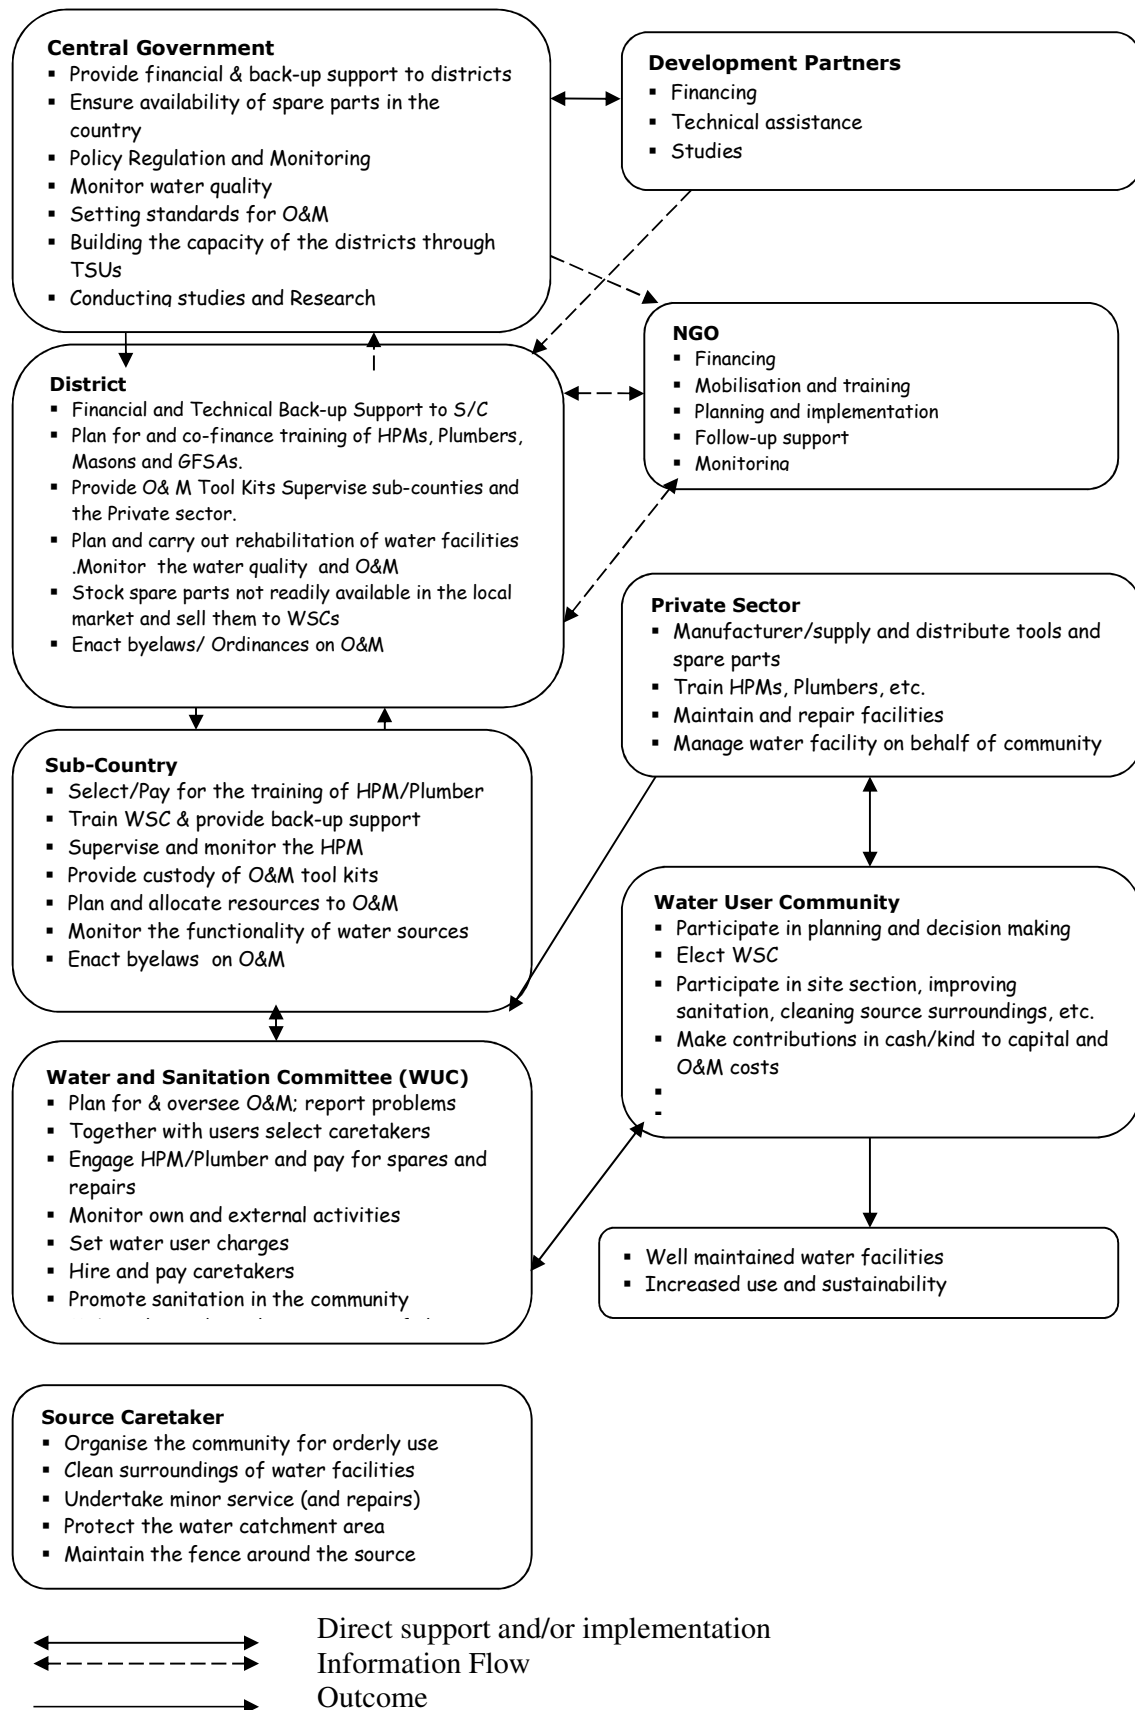 Central Government
▪ Provide financial & back-up support to districts
▪ Ensure availability of spare parts in the
country
▪ Policy Regulation and Monitoring
▪ Monitor water quality
▪ Setting standards for O&M
▪ Building the capacity of the districts through
TSUs
▪ Conducting studies and Research
Development Partners
▪ Financing
▪ Technical assistance
▪ Studies
NGO
▪ Financing
▪ Mobilisation and training
▪ Planning and implementation
▪ Follow-up support
▪ Monitoring
District
▪ Financial and Technical Back-up Support to S/C
▪ Plan for and co-finance training of HPMs, Plumbers,
Masons and GFSAs.
▪ Provide O& M Tool Kits Supervise sub-counties and
the Private sector.
▪ Plan and carry out rehabilitation of water facilities
.Monitor the water quality and O&M
▪ Stock spare parts not readily available in the local
market and sell them to WSCs
▪ Enact byelaws/ Ordinances on O&M
Private Sector
▪ Manufacturer/supply and distribute tools and
spare parts
▪ Train HPMs, Plumbers, etc.
▪ Maintain and repair facilities
▪ Manage water facility on behalf of community
Sub-Country
▪ Select/Pay for the training of HPM/Plumber
▪ Train WSC & provide back-up support
▪ Supervise and monitor the HPM
▪ Provide custody of O&M tool kits
▪ Plan and allocate resources to O&M
▪ Monitor the functionality of water sources
▪ Enact byelaws on O&M
Water User Community
▪ Participate in planning and decision making
▪ Elect WSC
▪ Participate in site section, improving
sanitation, cleaning source surroundings, etc.
▪ Make contributions in cash/kind to capital and
O&M costs
Water and Sanitation Committee (WUC)
▪ Plan for & oversee O&M; report problems
▪ Together with users select caretakers
▪ Engage HPM/Plumber and pay for spares and
repairs
▪ Monitor own and external activities
▪ Set water user charges
▪ Hire and pay caretakers
▪ Promote sanitation in the community
▪ Well maintained water facilities
▪ Increased use and sustainability
Source Caretaker
▪ Organise the community for orderly use
▪ Clean surroundings of water facilities
▪ Undertake minor service (and repairs)
▪ Protect the water catchment area
▪ Maintain the fence around the source
Direct support and/or implementation
Information Flow
Outcome